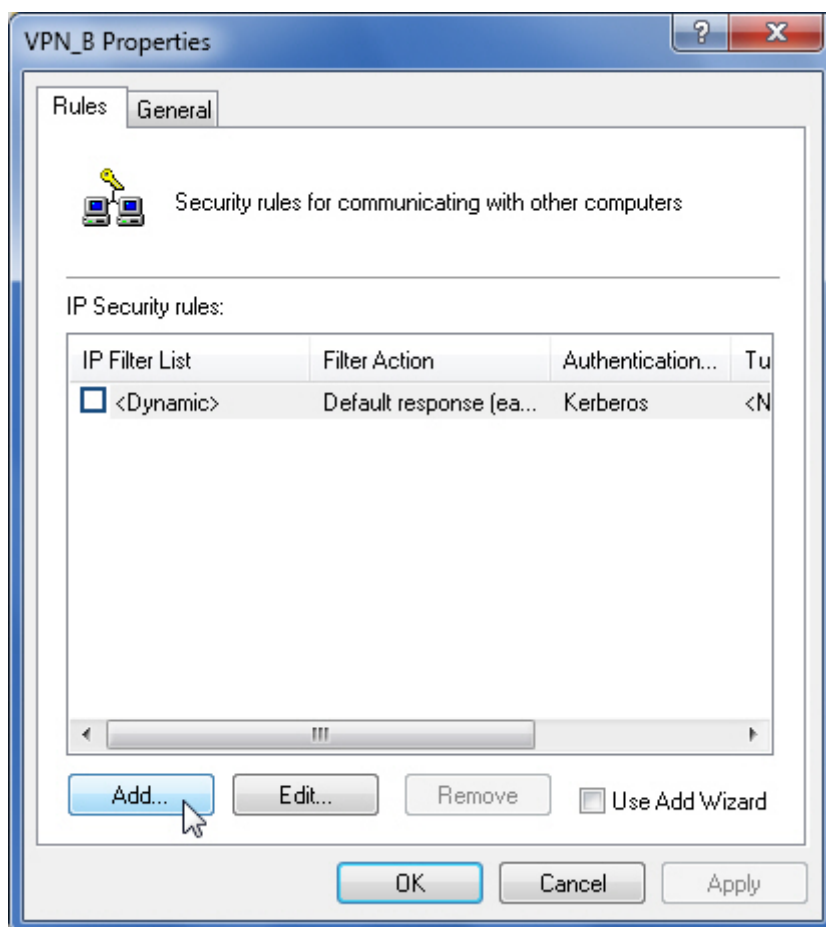 VPN_B Properties
Rules General
Security rules for communicating with other computers
IP Security rules:
IP Filter List Filter Action Authentication... Tu
<Dynamic> Default response (ea... Kerberos <N
Add... Edit... Remove Use Add Wizard
OK Cancel Apply